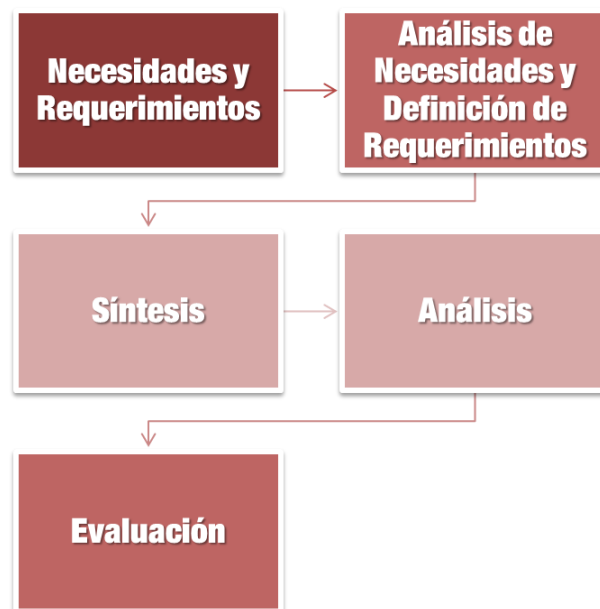 Necesidades y
Requerimientos
Análisis de
Necesidades y
Definición de
Requerimientos
Síntesis
Análisis
Evaluación